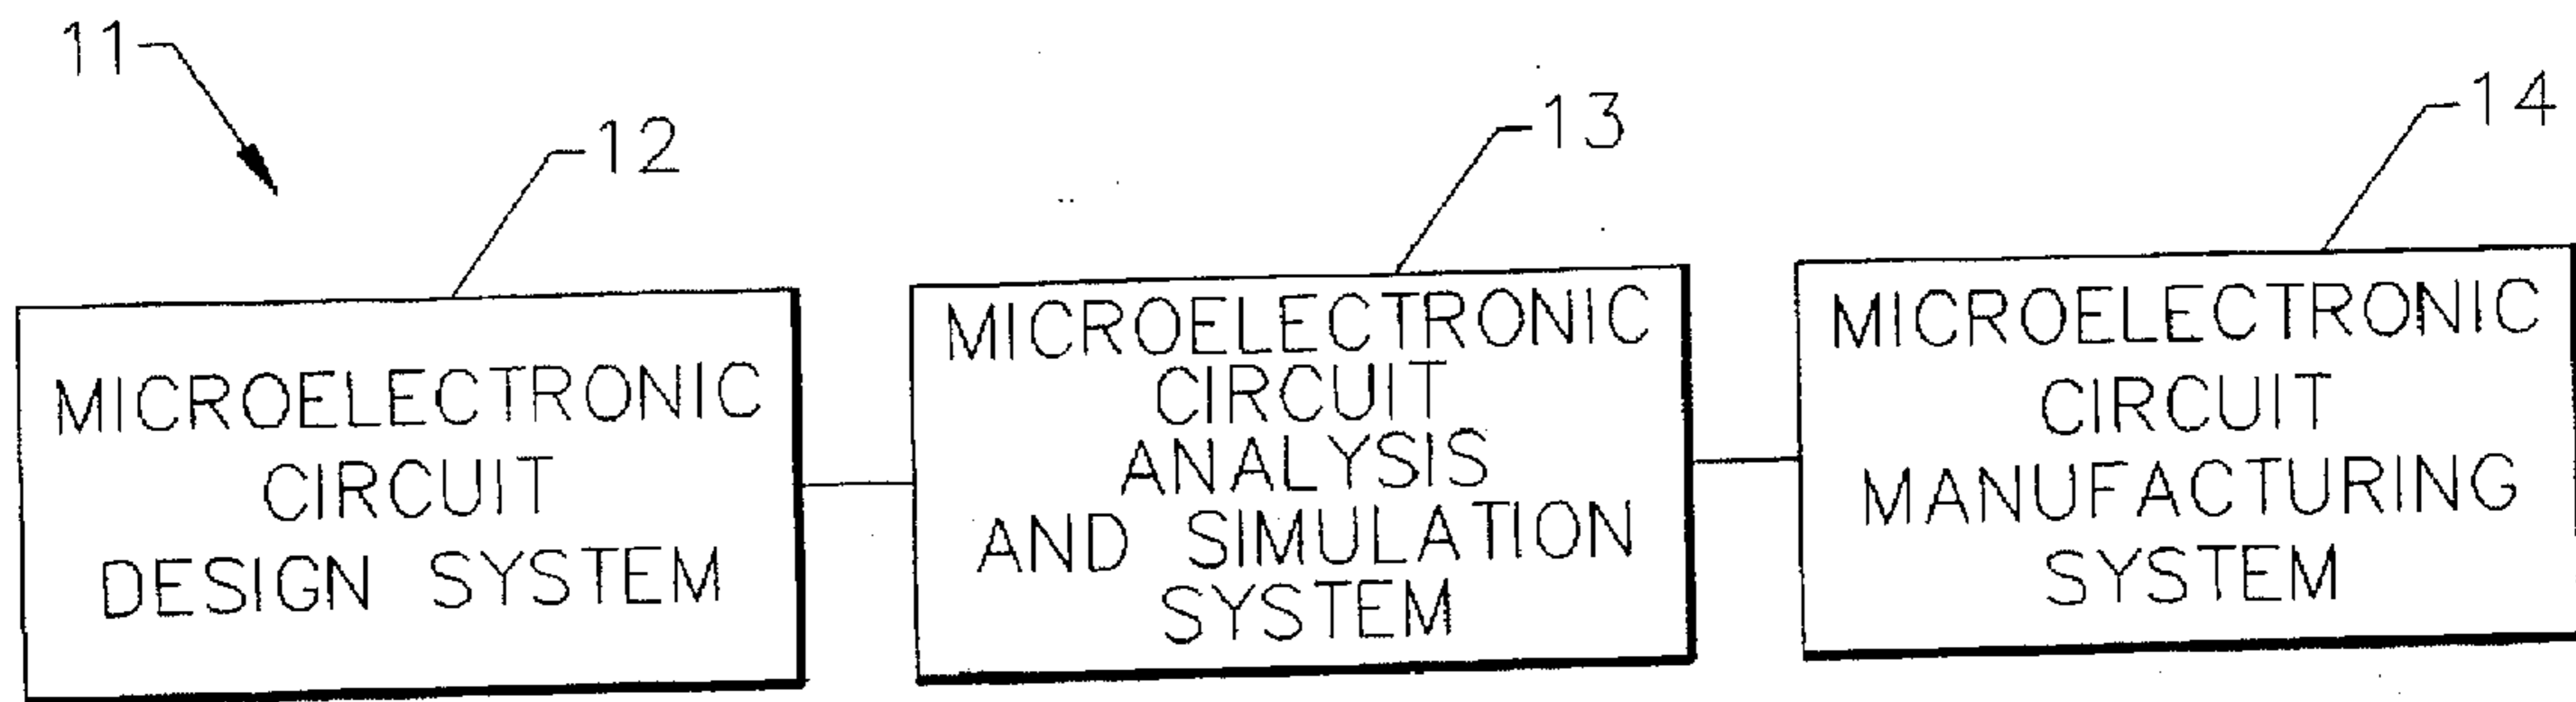 11
12
13
14
MICROELECTRONIC
CIRCUIT
DESIGN SYSTEM
MICROELECTRONIC
CIRCUIT
ANALYSIS
AND SIMULATION
SYSTEM
MICROELECTRONIC
CIRCUIT
MANUFACTURING
SYSTEM